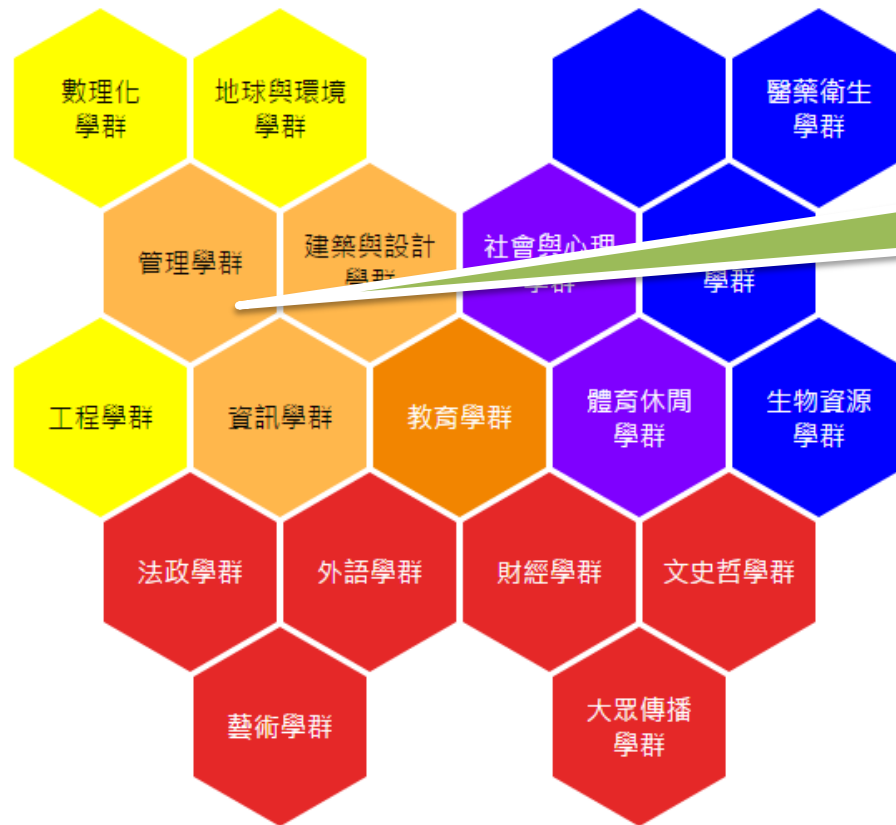 數理化
學群
地球與環境
學群
醫藥衛生
學群
管理學群
建築與設計
學群
社會與心理
學群
學群
工程學群
資訊學群
教育學群
體育休閒
學群
生物資源
學群
法政學群
外語學群
財經學群
文史哲學群
藝術學群
大眾傳播
學群